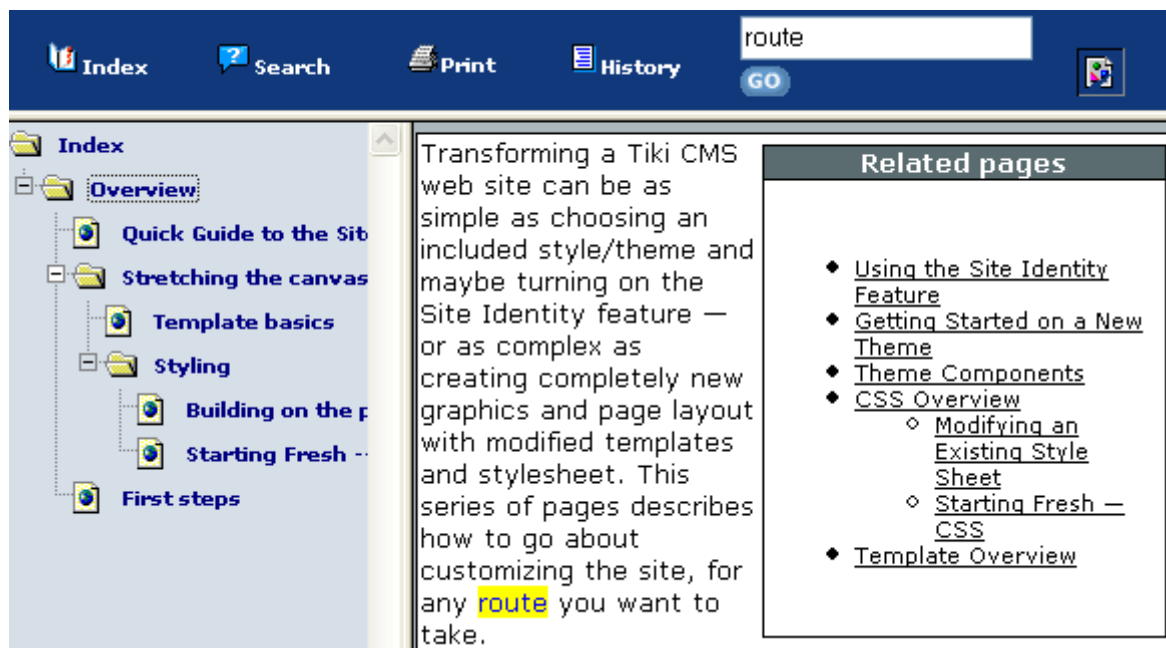 route
Index
Search
Print
History
GO
Index
Overview
Quick Guide to the Sit
Stretching the canvas
Template basics
Styling
Building on the p
Starting Fresh --
First steps
Transforming a Tiki CMS
web site can be as
simple as choosing an
included style/theme and
maybe turning on the
Site Identity feature —
or as complex as
creating completely new
graphics and page layout
with modified templates
and stylesheet. This
series of pages describes
how to go about
customizing the site, for
any route you want to
take.
Related pages
Using the Site Identity
Feature
Getting Started on a New
Theme
Theme Components
CSS Overview
Modifying an
Existing Style
Sheet
Starting Fresh —
CSS
Template Overview